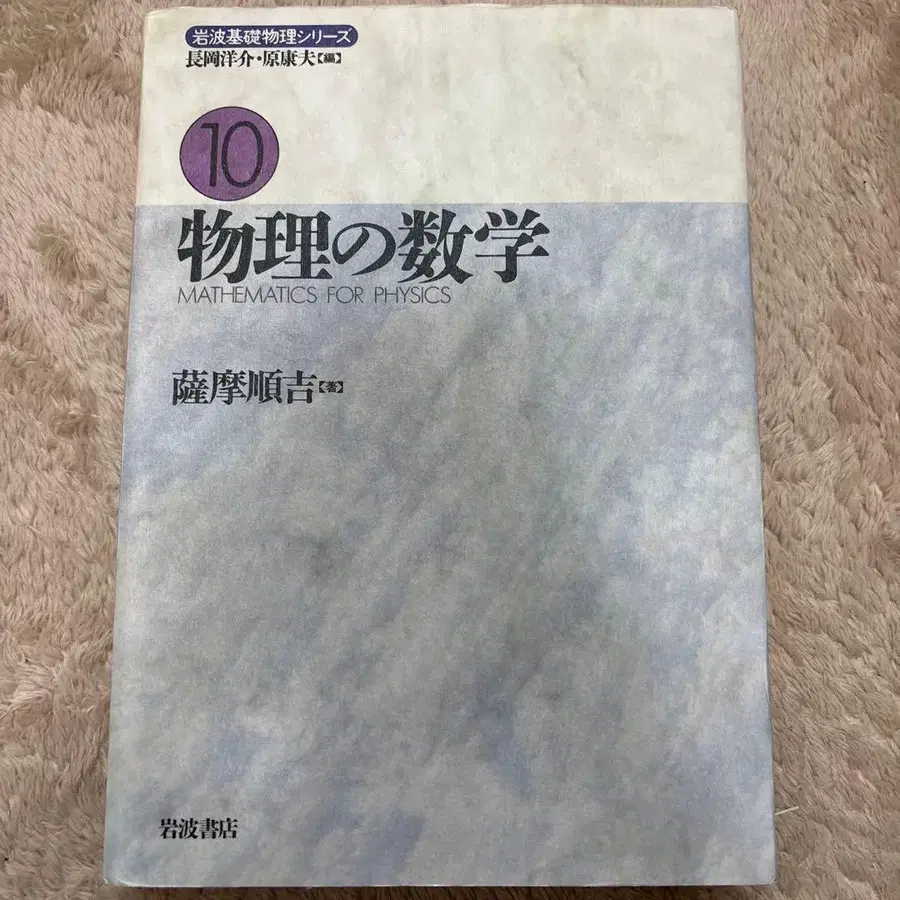 岩波基礎物理シリーズ
長岡洋介・原康夫【編】
10
物理の数学
MATHEMATICS FOR PHYSICS
薩摩順吉【著】
岩波書店